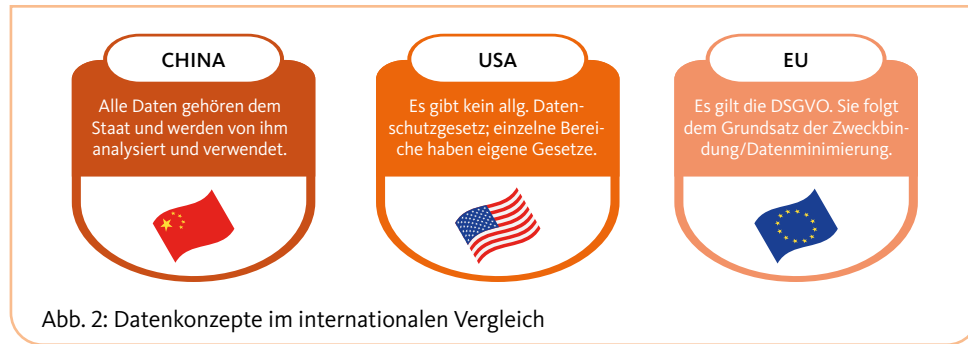 CHINA
Alle Daten gehören dem
Staat und werden von ihm
analysiert und verwendet.
USA
Es gibt kein allg. Daten-
schutzgesetz; einzelne Berei-
che haben eigene Gesetze.
EU
Es gilt die DSGVO. Sie folgt
dem Grundsatz der Zweckbin-
dung/Datenminimierung.
Abb. 2: Datenkonzepte im internationalen Vergleich